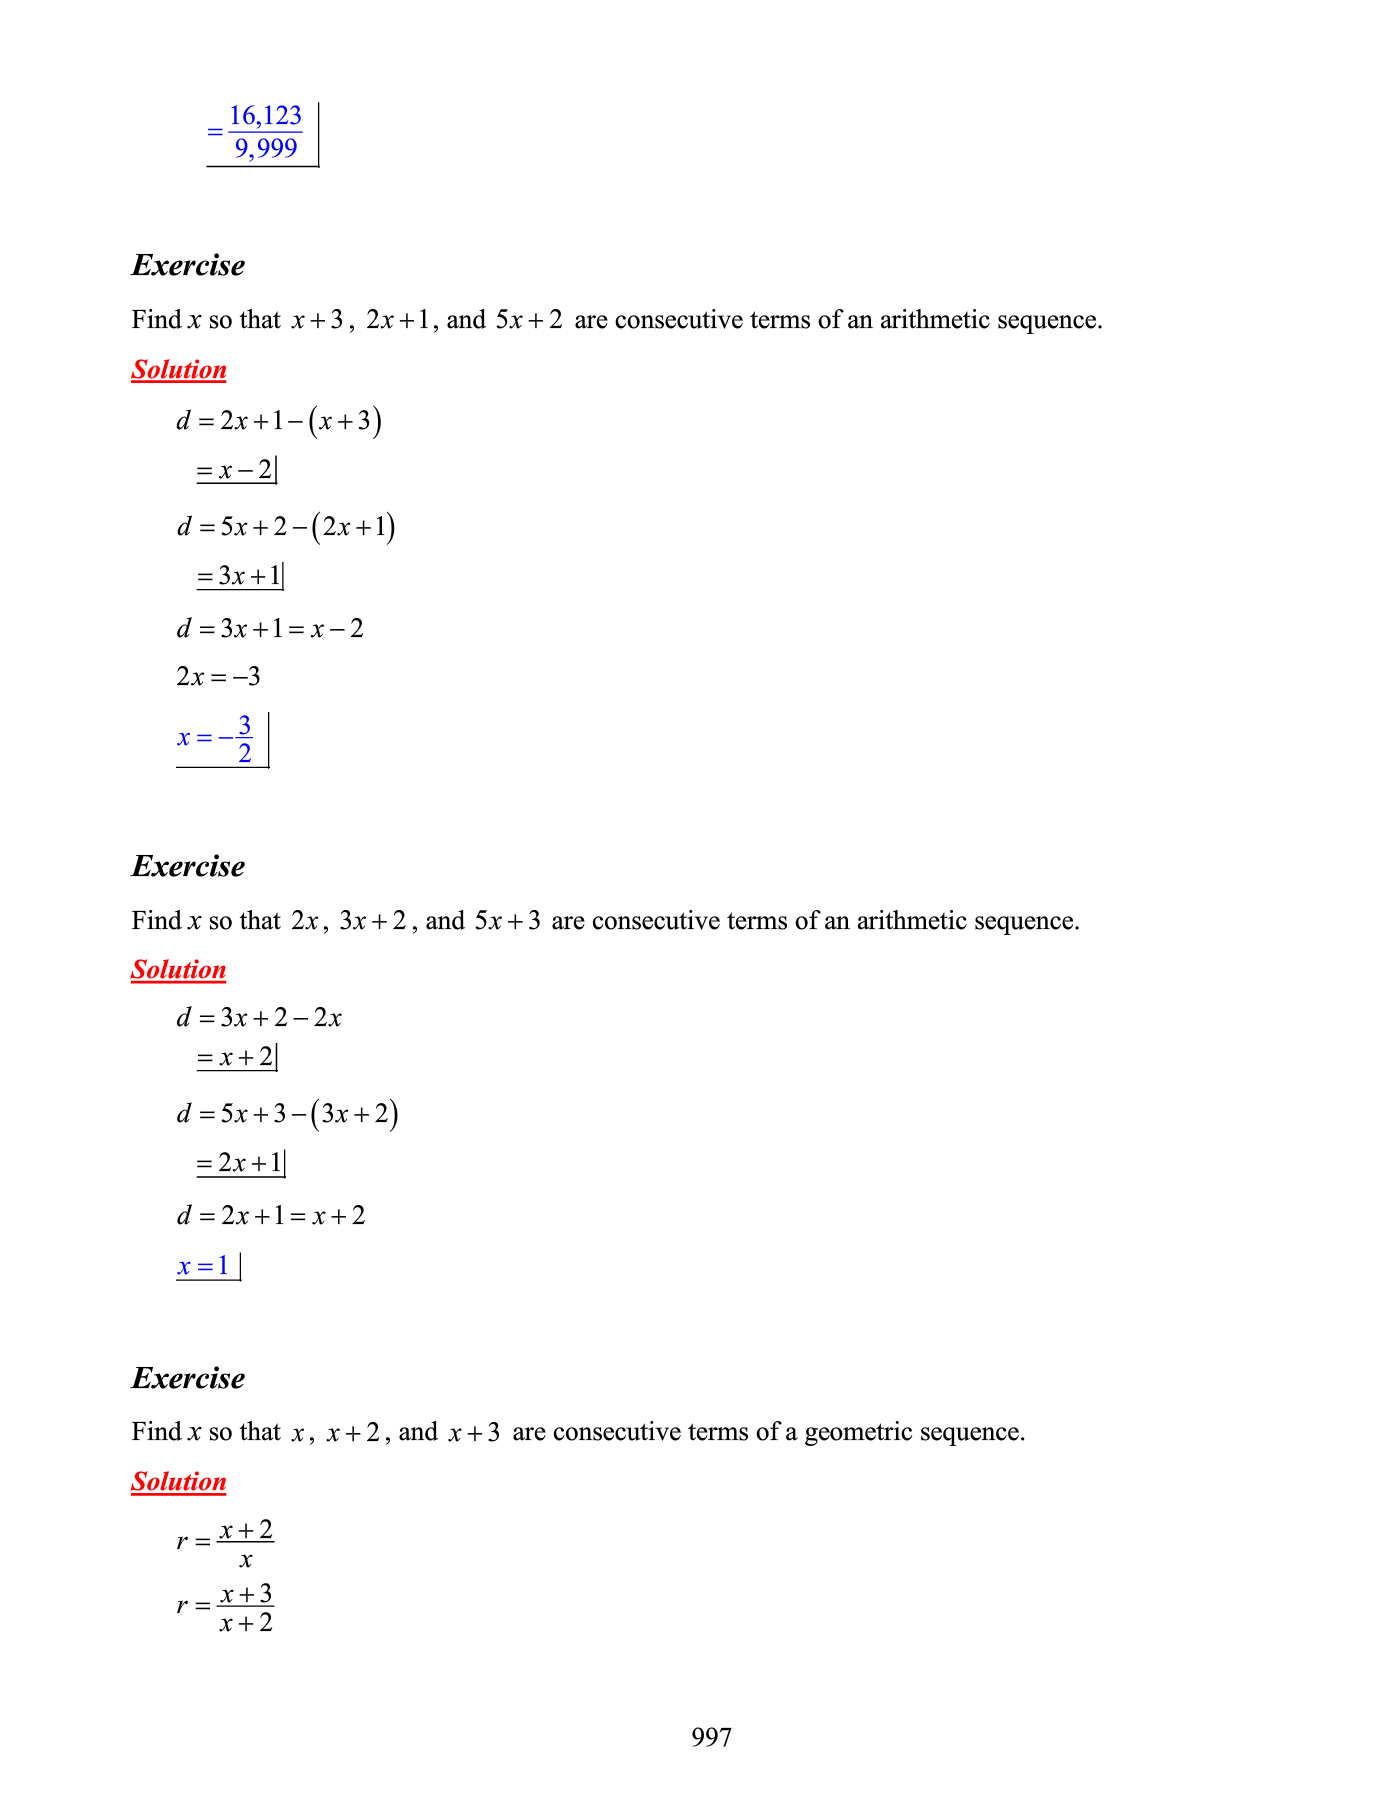 = 16,123 / 9,999
Exercise
Find x so that x + 3, 2x + 1, and 5x + 2 are consecutive terms of an arithmetic sequence.
Solution
d = 2x + 1 − (x + 3)
= x − 2
d = 5x + 2 − (2x + 1)
= 3x + 1
d = 3x + 1 = x − 2
2x = −3
x = −3/2
Exercise
Find x so that 2x, 3x + 2, and 5x + 3 are consecutive terms of an arithmetic sequence.
Solution
d = 3x + 2 − 2x
= x + 2
d = 5x + 3 − (3x + 2)
= 2x + 1
d = 2x + 1 = x + 2
x = 1
Exercise
Find x so that x, x + 2, and x + 3 are consecutive terms of a geometric sequence.
Solution
r = (x + 2) / x
r = (x + 3) / (x + 2)
997